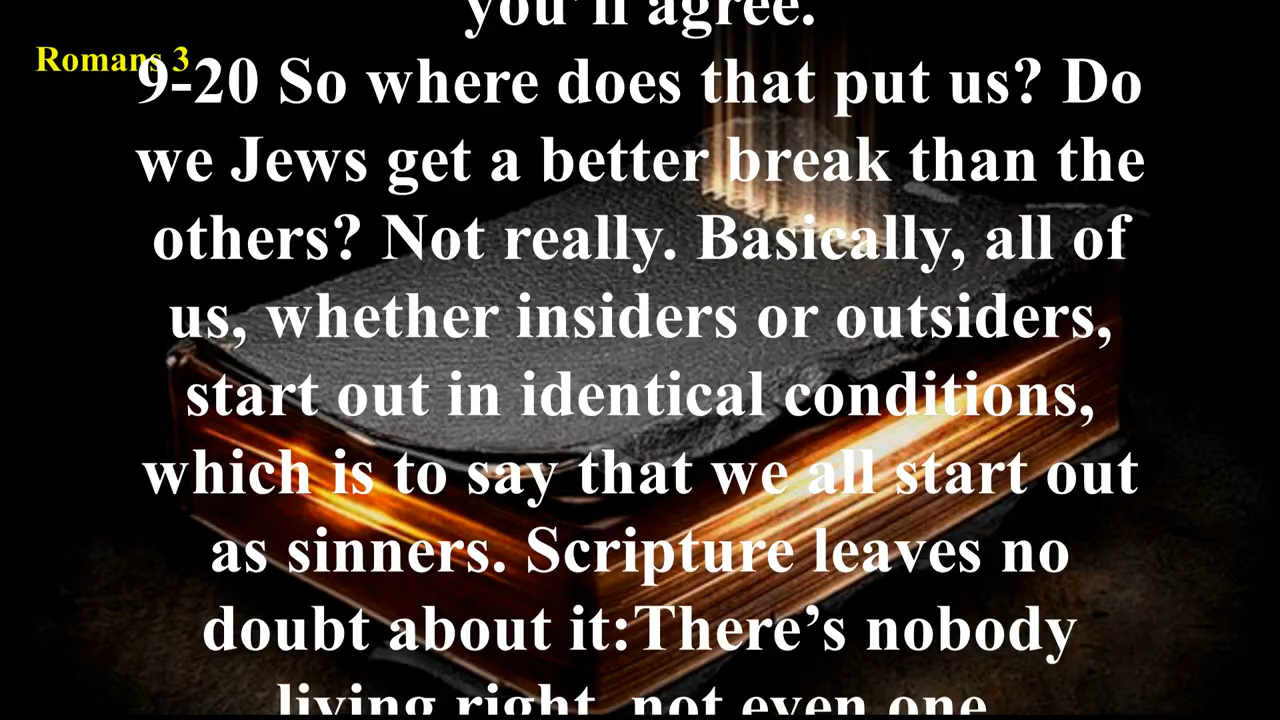 you’ll agree.
Romans 3
9-20 So where does that put us? Do
we Jews get a better break than the
others? Not really. Basically, all of
us, whether insiders or outsiders,
start out in identical conditions,
which is to say that we all start out
as sinners. Scripture leaves no
doubt about it:There’s nobody
living right, not even one,